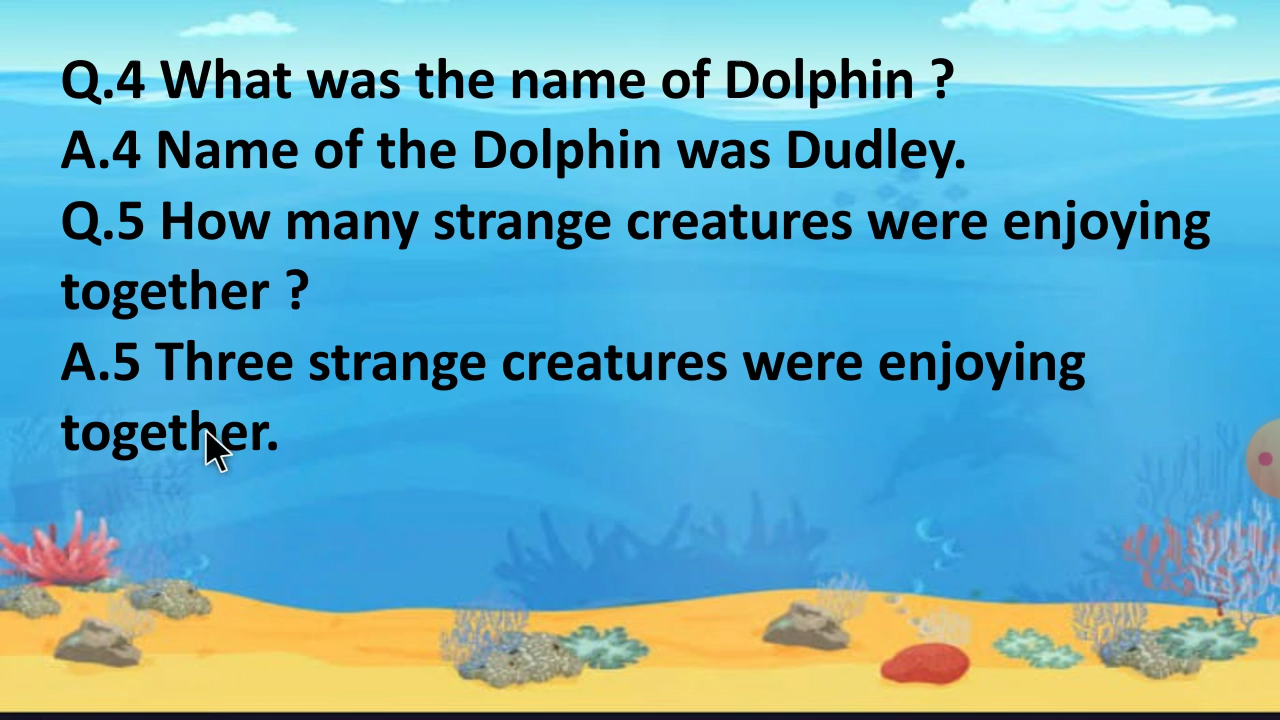 Q.4 What was the name of Dolphin ?
A.4 Name of the Dolphin was Dudley.
Q.5 How many strange creatures were enjoying
together ?
A.5 Three strange creatures were enjoying
together.